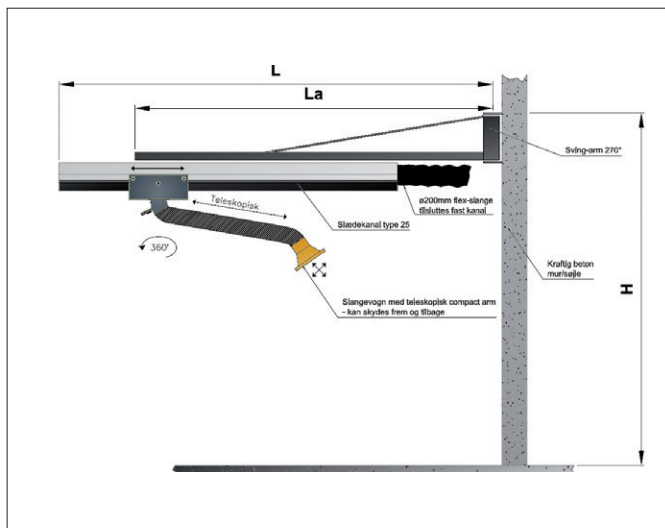 L
La
Sving-arm 270°
Teleskopisk
ø200mm flex-slange
tilsluttes fast kanal
Slædekanal type 25
360°
Kraftig beton
mur/søjle
H
Slangevogn med teleskopisk compact arm
- kan skydes frem og tilbage